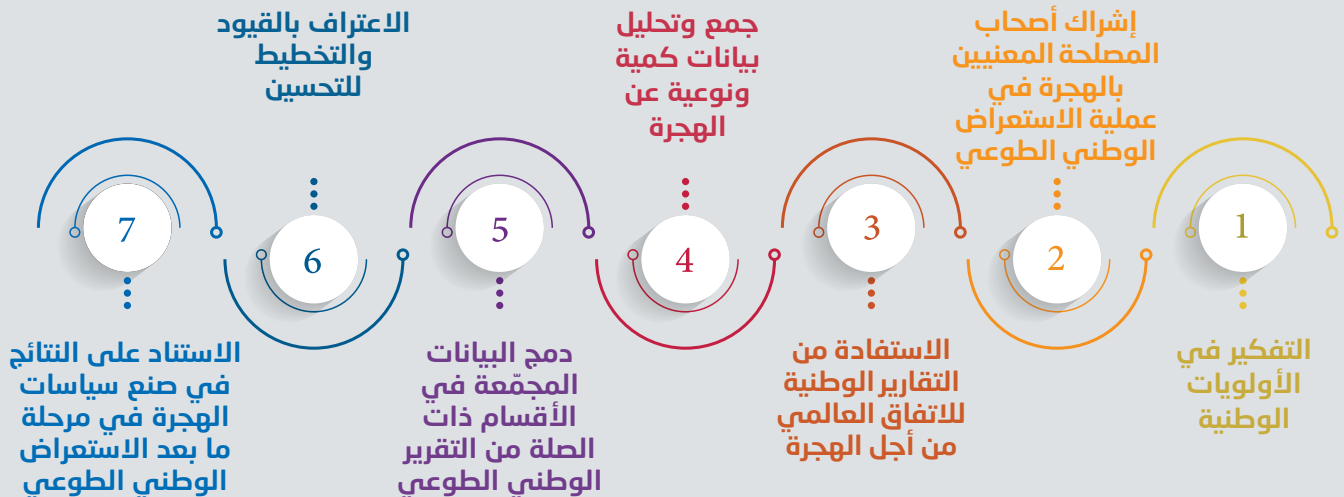 1
التفكير في
الأولويات
الوطنية
إشراك أصحاب
المصلحة المعنيين
بالهجرة في
عملية الاستعراض
الوطني الطوعي
2
3
الاستفادة من
التقارير الوطنية
للاتفاق العالمي
من أجل الهجرة
جمع وتحليل
بيانات كمية
ونوعية عن
الهجرة
4
5
دمج البيانات
المجمّعة في
الأقسام ذات
الصلة من التقرير
الوطني الطوعي
الاعتراف بالقيود
والتخطيط
للتحسين
6
7
الاستناد على النتائج
في صنع سياسات
الهجرة في مرحلة
ما بعد الاستعراض
الوطني الطوعي